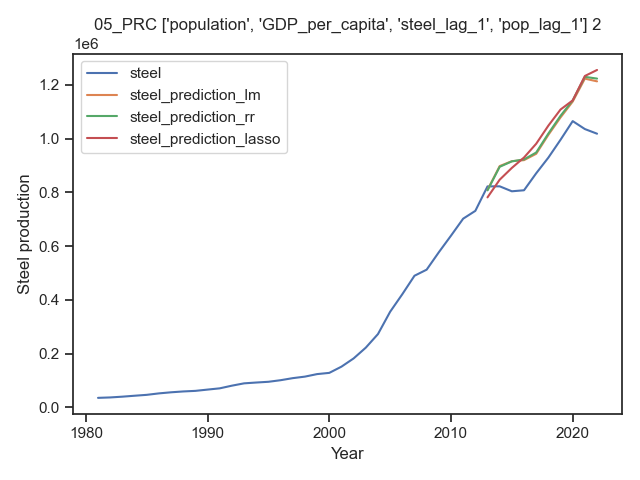 05_PRC ['population', 'GDP_per_capita', 'steel_lag_1', 'pop_lag_1'] 2
1e6
steel
steel_prediction_lm
steel_prediction_rr
steel_prediction_lasso
1.2
1.0
0.8
0.6
0.4
0.2
0.0
Steel production
1980
1990
2000
2010
2020
Year